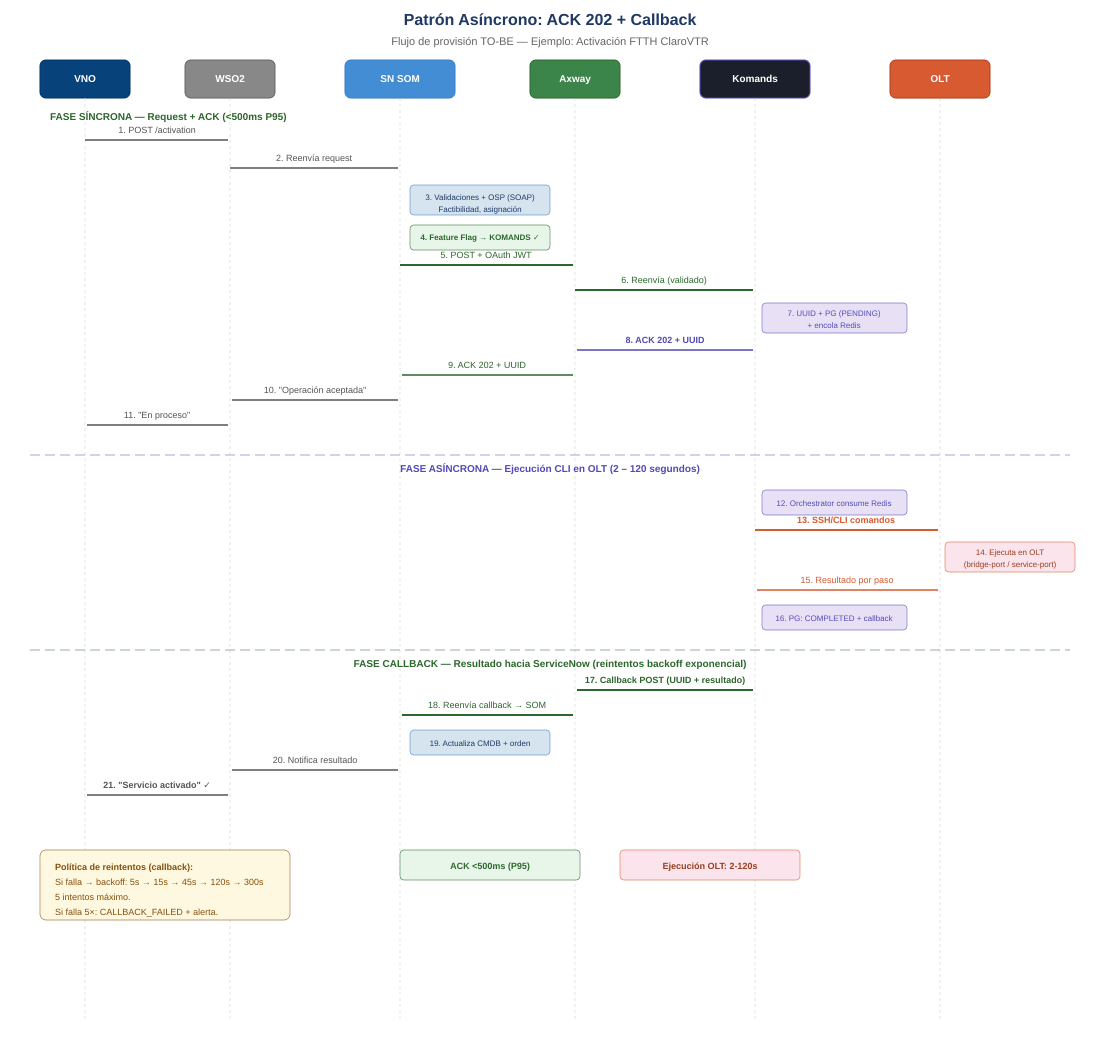 Patrón Asíncrono: ACK 202 + Callback
Flujo de provisión TO-BE — Ejemplo: Activación FTTH ClaroVTR
VNO
WSO2
SN SOM
Axway
Komands
OLT
FASE SÍNCRONA — Request + ACK (<500ms P95)
1. POST /activation
2. Reenvía request
3. Validaciones + OSP (SOAP)
Factibilidad, asignación
4. Feature Flag → KOMANDS ✓
5. POST + OAuth JWT
6. Reenvía (validado)
7. UUID + PG (PENDING)
+ encola Redis
8. ACK 202 + UUID
9. ACK 202 + UUID
10. "Operación aceptada"
11. "En proceso"
FASE ASÍNCRONA — Ejecución CLI en OLT (2 – 120 segundos)
12. Orchestrator consume Redis
13. SSH/CLI comandos
14. Ejecuta en OLT
(bridge-port / service-port)
15. Resultado por paso
16. PG: COMPLETED + callback
FASE CALLBACK — Resultado hacia ServiceNow (reintentos backoff exponencial)
17. Callback POST (UUID + resultado)
18. Reenvía callback → SOM
19. Actualiza CMDB + orden
20. Notifica resultado
21. "Servicio activado" ✓
Política de reintentos (callback):
Si falla → backoff: 5s → 15s → 45s → 120s → 300s
5 intentos máximo.
Si falla 5×: CALLBACK_FAILED + alerta.
ACK <500ms (P95)
Ejecución OLT: 2-120s